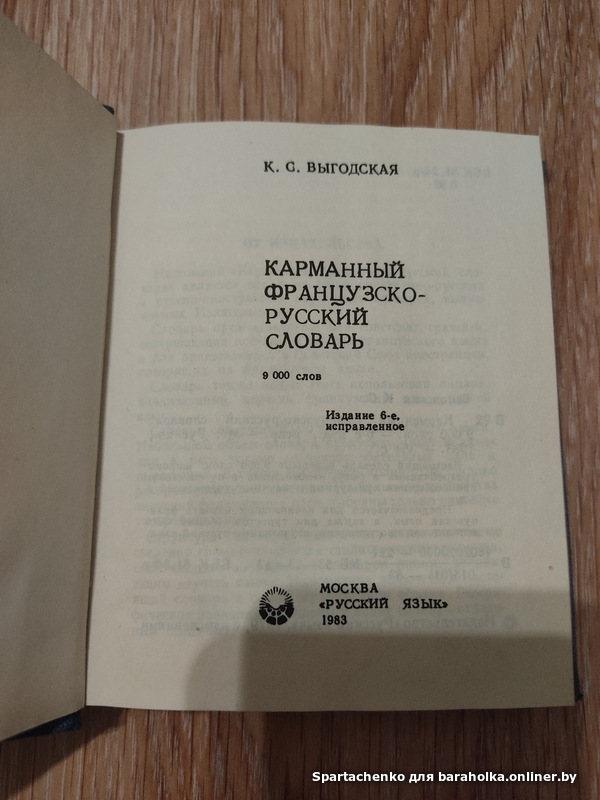 К. С. ВЫГОДСКАЯ
КАРМАННЫЙ
ФРАНЦУЗСКО-
РУССКИЙ
СЛОВАРЬ
9 000 слов
Издание 6-е,
исправленное
МОСКВА
«РУССКИЙ ЯЗЫК»
1983
Spartachenko для baraholka.onliner.by